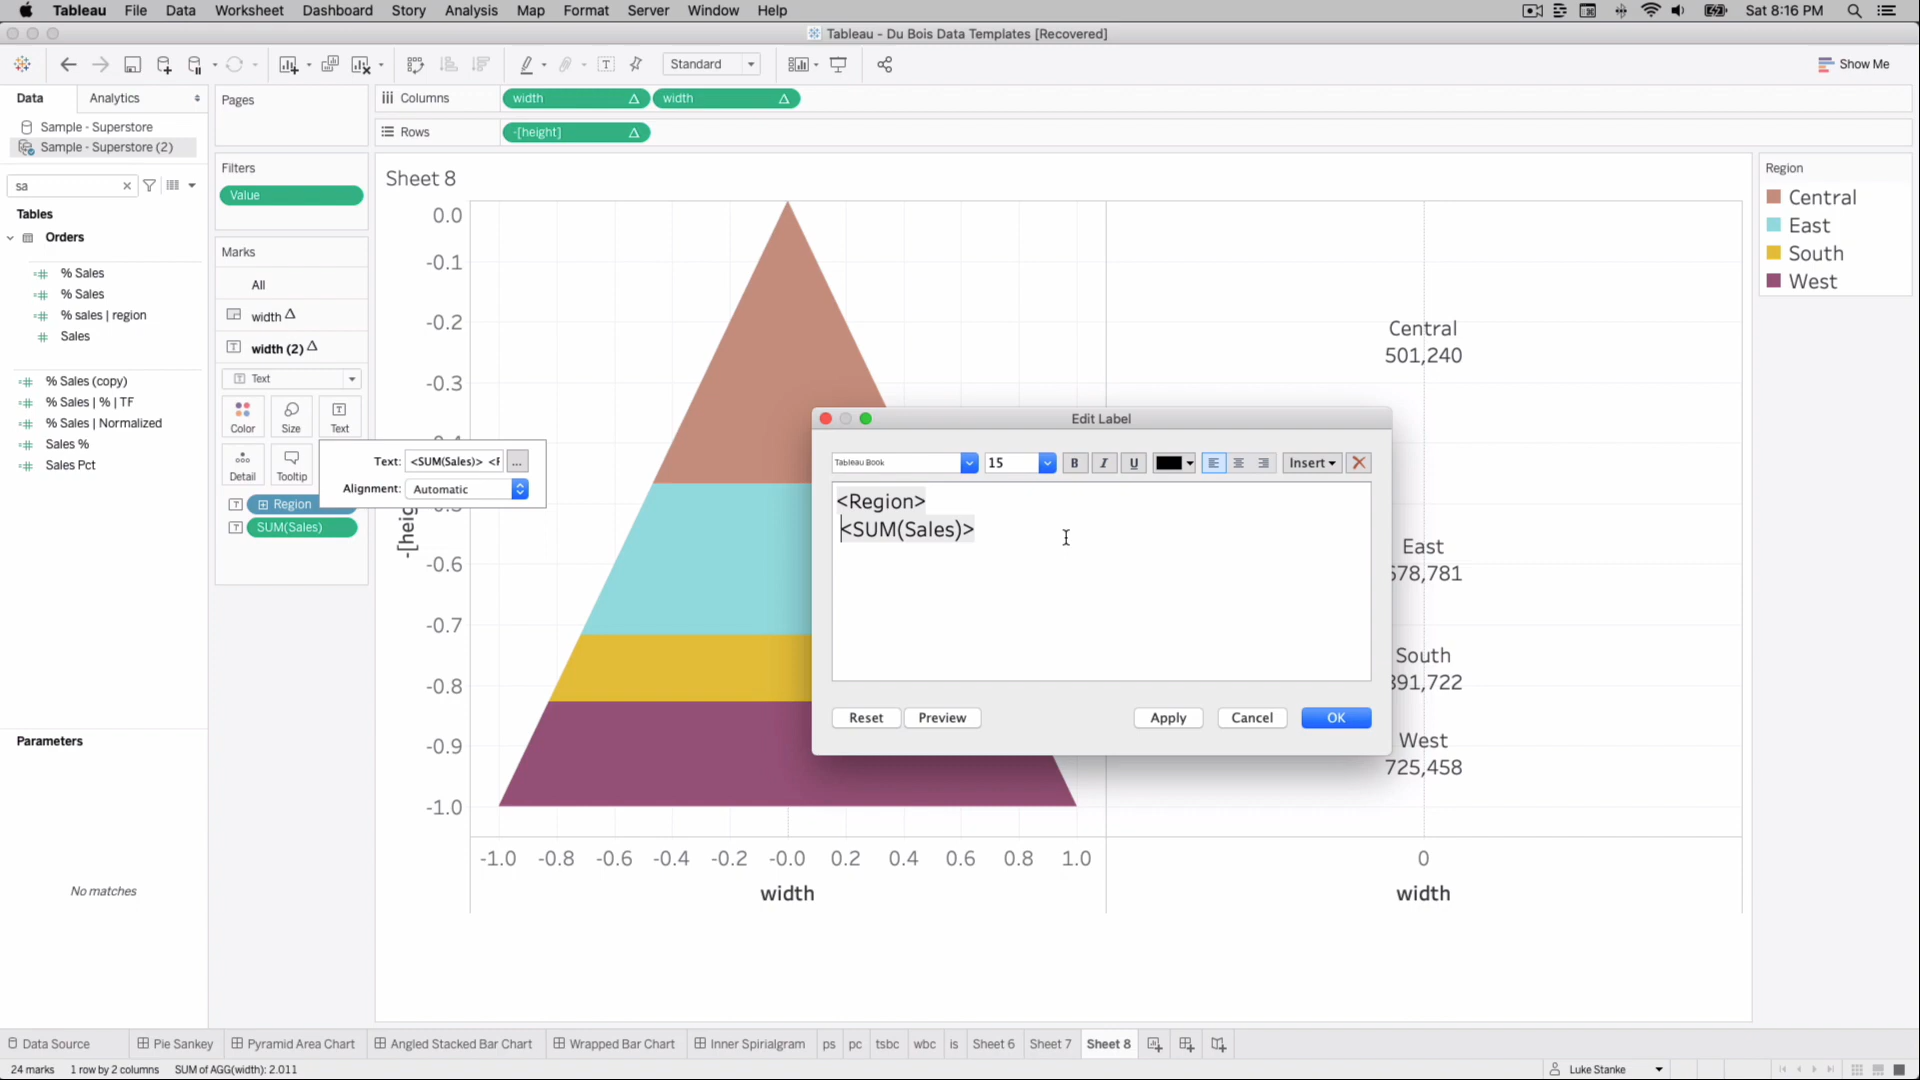 Tableau File Data Worksheet Dashboard Story Analysis Map Format Server Window Help Sat 8:16 PM
Tableau - Du Bois Data Templates [Recovered]
Standard
Show Me
Data Analytics
Sample - Superstore
Sample - Superstore (2)
sa
Tables
Orders
% Sales
% Sales
% sales | region
Sales
% Sales (copy)
% Sales | % | TF
% Sales | Normalized
Sales %
Sales Pct
Parameters
No matches
Pages
Filters
Value
Marks
All
width
width (2)
Text
Color Size Text
Detail Tooltip
Region
SUM(Sales)
Text: <SUM(Sales)> <F ...
Alignment: Automatic
Columns width width
Rows -[height]
Sheet 8
0.0
-0.1
-0.2
-0.3
-0.6
-0.7
-0.8
-0.9
-1.0
-1.0 -0.8 -0.6 -0.4 -0.2 -0.0 0.2 0.4 0.6 0.8 1.0
width
Central
501,240
East
678,781
South
391,722
West
725,458
0
width
Edit Label
Tableau Book 15 B I U Insert
<Region>
<SUM(Sales)>
Reset Preview Apply Cancel OK
Region
Central
East
South
West
Data Source Pie Sankey Pyramid Area Chart Angled Stacked Bar Chart Wrapped Bar Chart Inner Spirialgram ps pc tsbc wbc is Sheet 6 Sheet 7 Sheet 8
24 marks 1 row by 2 columns SUM of AGG(width): 2.011 Luke Stanke